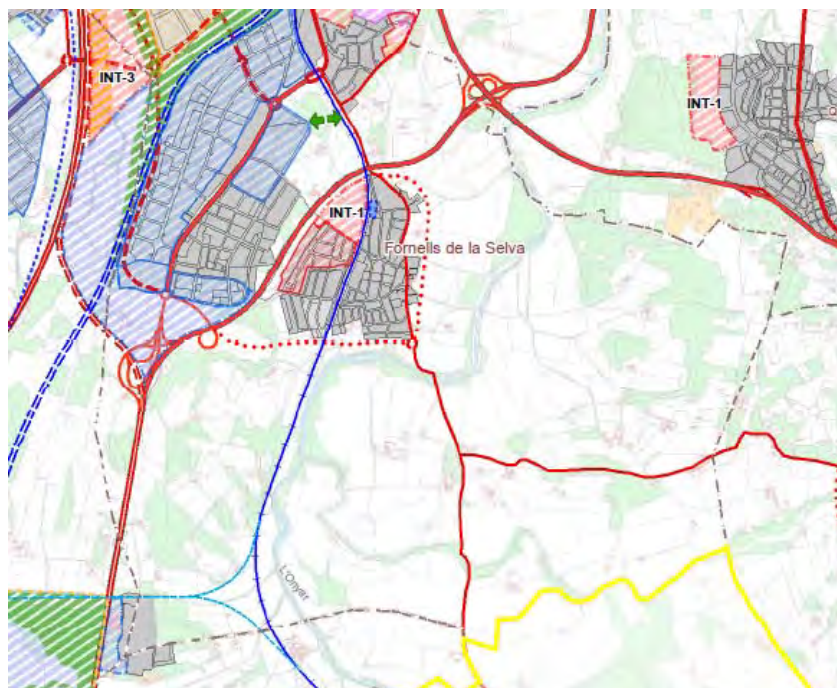 INT-3
INT-1
INT-1
Fornells de la Selva
L'Onyar